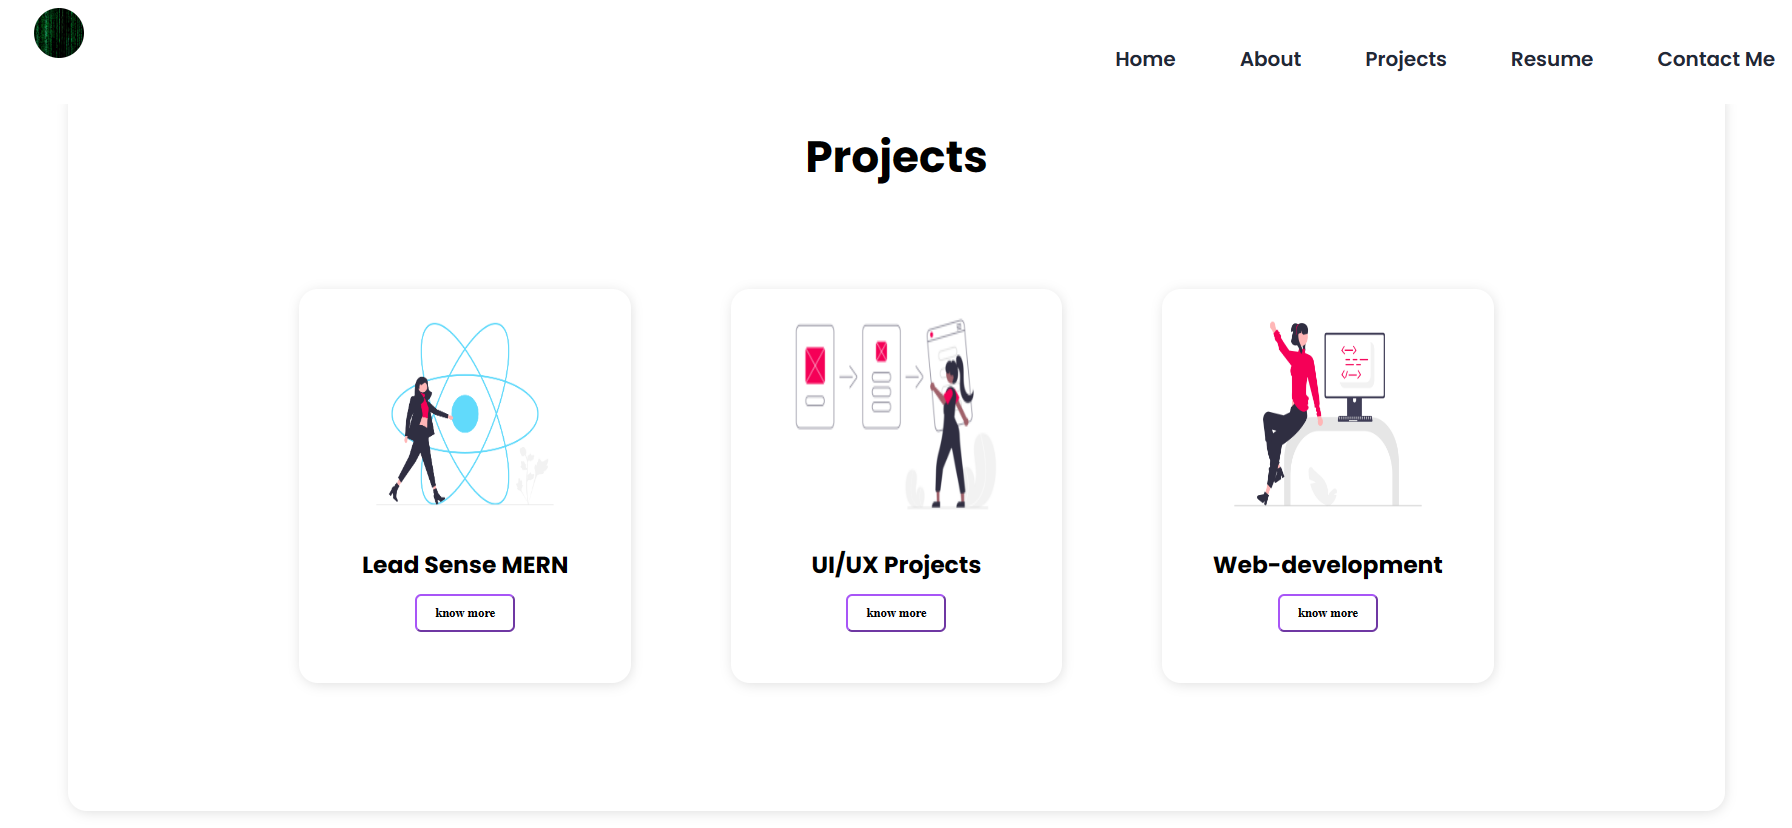 Home About Projects Resume Contact Me
Projects
Lead Sense MERN
know more
UI/UX Projects
know more
Web-development
know more